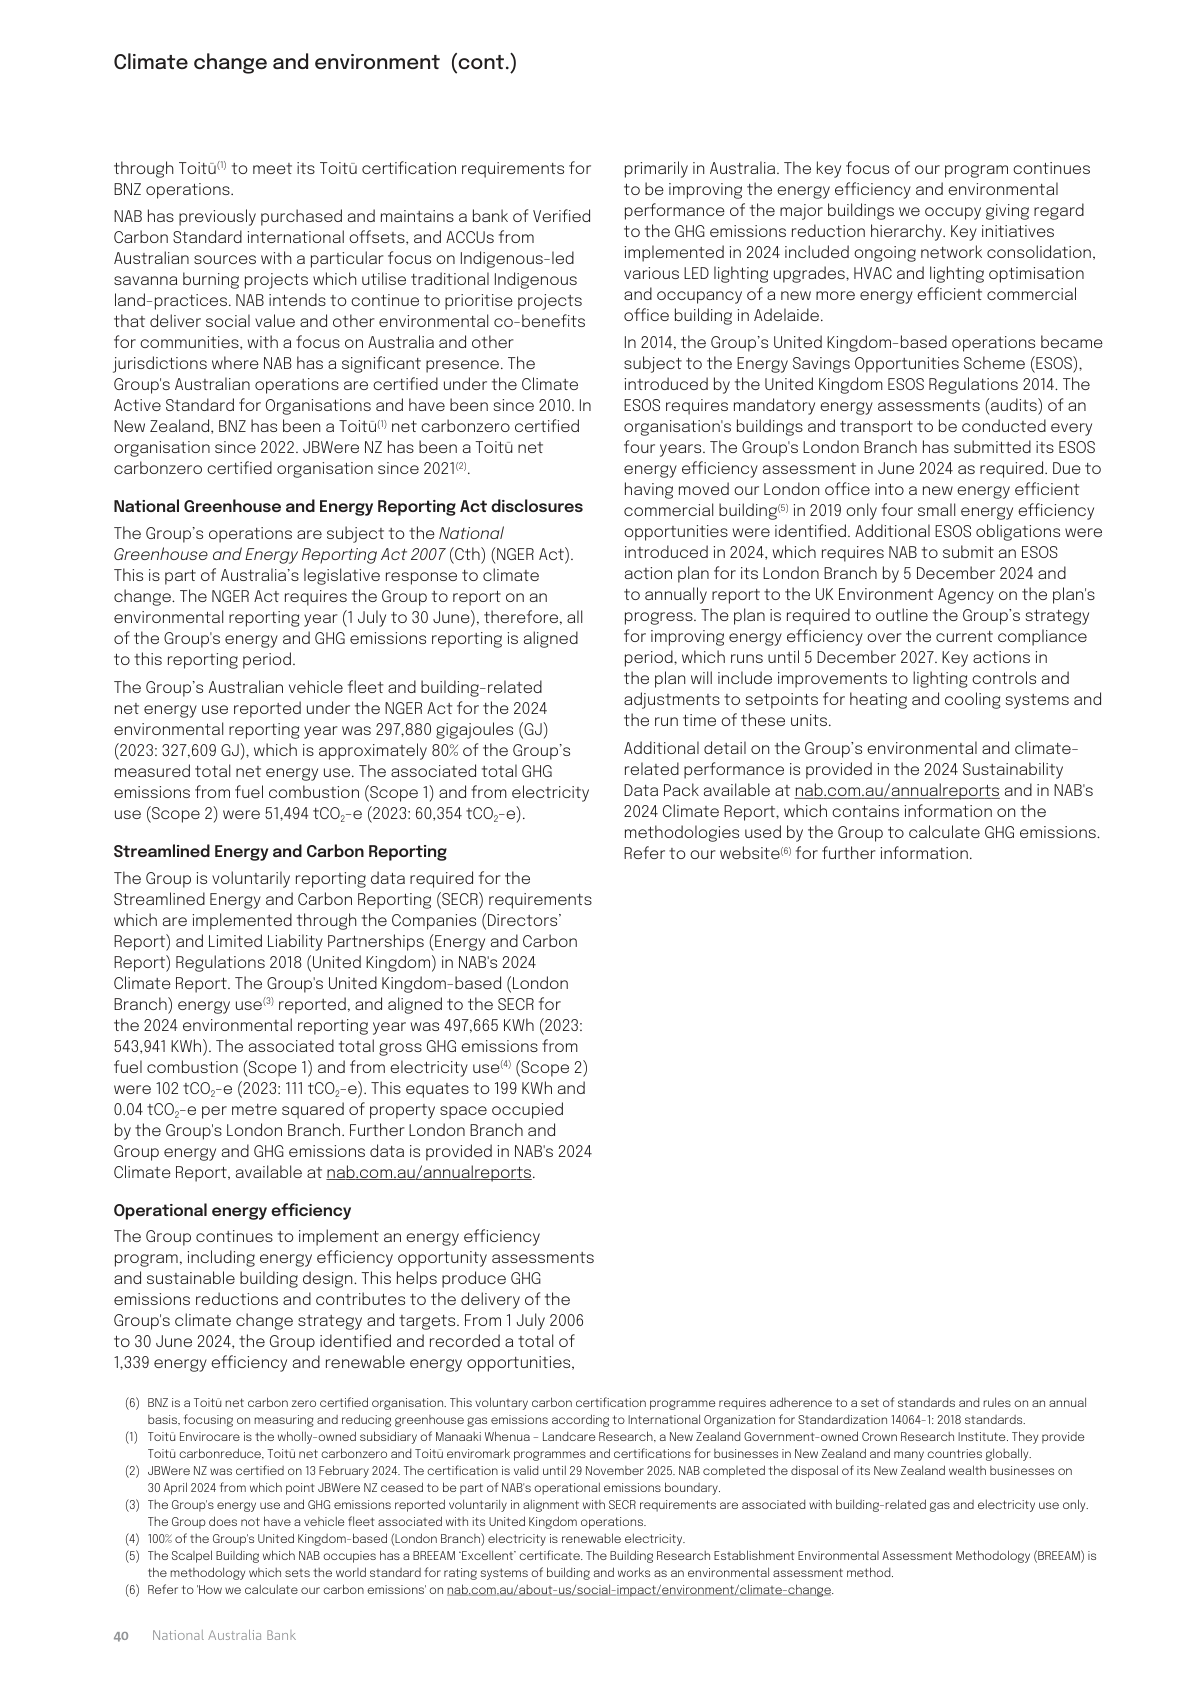 Climate change and environment (cont.)
through Toitū(1) to meet its Toitū certification requirements for
BNZ operations.
NAB has previously purchased and maintains a bank of Verified
Carbon Standard international offsets, and ACCUs from
Australian sources with a particular focus on Indigenous-led
savanna burning projects which utilise traditional Indigenous
land-practices. NAB intends to continue to prioritise projects
that deliver social value and other environmental co-benefits
for communities, with a focus on Australia and other
jurisdictions where NAB has a significant presence. The
Group's Australian operations are certified under the Climate
Active Standard for Organisations and have been since 2010. In
New Zealand, BNZ has been a Toitū(1) net carbonzero certified
organisation since 2022. JBWere NZ has been a Toitū net
carbonzero certified organisation since 2021(2).
National Greenhouse and Energy Reporting Act disclosures
The Group's operations are subject to the National
Greenhouse and Energy Reporting Act 2007 (Cth) (NGER Act).
This is part of Australia's legislative response to climate
change. The NGER Act requires the Group to report on an
environmental reporting year (1 July to 30 June), therefore, all
of the Group's energy and GHG emissions reporting is aligned
to this reporting period.
The Group's Australian vehicle fleet and building-related
net energy use reported under the NGER Act for the 2024
environmental reporting year was 297,880 gigajoules (GJ)
(2023: 327,609 GJ), which is approximately 80% of the Group's
measured total net energy use. The associated total GHG
emissions from fuel combustion (Scope 1) and from electricity
use (Scope 2) were 51,494 tCO₂-e (2023: 60,354 tCO₂-e).
Streamlined Energy and Carbon Reporting
The Group is voluntarily reporting data required for the
Streamlined Energy and Carbon Reporting (SECR) requirements
which are implemented through the Companies (Directors'
Report) and Limited Liability Partnerships (Energy and Carbon
Report) Regulations 2018 (United Kingdom) in NAB's 2024
Climate Report. The Group's United Kingdom-based (London
Branch) energy use(3) reported, and aligned to the SECR for
the 2024 environmental reporting year was 497,665 KWh (2023:
543,941 KWh). The associated total gross GHG emissions from
fuel combustion (Scope 1) and from electricity use(4) (Scope 2)
were 102 tCO₂-e (2023: 111 tCO₂-e). This equates to 199 KWh and
0.04 tCO₂-e per metre squared of property space occupied
by the Group's London Branch. Further London Branch and
Group energy and GHG emissions data is provided in NAB's 2024
Climate Report, available at nab.com.au/annualreports.
Operational energy efficiency
The Group continues to implement an energy efficiency
program, including energy efficiency opportunity assessments
and sustainable building design. This helps produce GHG
emissions reductions and contributes to the delivery of the
Group's climate change strategy and targets. From 1 July 2006
to 30 June 2024, the Group identified and recorded a total of
1,339 energy efficiency and renewable energy opportunities,
primarily in Australia. The key focus of our program continues
to be improving the energy efficiency and environmental
performance of the major buildings we occupy giving regard
to the GHG emissions reduction hierarchy. Key initiatives
implemented in 2024 included ongoing network consolidation,
various LED lighting upgrades, HVAC and lighting optimisation
and occupancy of a new more energy efficient commercial
office building in Adelaide.
In 2014, the Group's United Kingdom-based operations became
subject to the Energy Savings Opportunities Scheme (ESOS),
introduced by the United Kingdom ESOS Regulations 2014. The
ESOS requires mandatory energy assessments (audits) of an
organisation's buildings and transport to be conducted every
four years. The Group's London Branch has submitted its ESOS
energy efficiency assessment in June 2024 as required. Due to
having moved our London office into a new energy efficient
commercial building(5) in 2019 only four small energy efficiency
opportunities were identified. Additional ESOS obligations were
introduced in 2024, which requires NAB to submit an ESOS
action plan for its London Branch by 5 December 2024 and
to annually report to the UK Environment Agency on the plan's
progress. The plan is required to outline the Group's strategy
for improving energy efficiency over the current compliance
period, which runs until 5 December 2027. Key actions in
the plan will include improvements to lighting controls and
adjustments to setpoints for heating and cooling systems and
the run time of these units.
Additional detail on the Group's environmental and climate-
related performance is provided in the 2024 Sustainability
Data Pack available at nab.com.au/annualreports and in NAB's
2024 Climate Report, which contains information on the
methodologies used by the Group to calculate GHG emissions.
Refer to our website(6) for further information.
(6) BNZ is a Toitū net carbon zero certified organisation. This voluntary carbon certification programme requires adherence to a set of standards and rules on an annual
basis, focusing on measuring and reducing greenhouse gas emissions according to International Organization for Standardization 14064-1: 2018 standards.
(1) Toitū Envirocare is the wholly-owned subsidiary of Manaaki Whenua – Landcare Research, a New Zealand Government-owned Crown Research Institute. They provide
Toitū carbonreduce, Toitū net carbonzero and Toitū enviromark programmes and certifications for businesses in New Zealand and many countries globally.
(2) JBWere NZ was certified on 13 February 2024. The certification is valid until 29 November 2025. NAB completed the disposal of its New Zealand wealth businesses on
30 April 2024 from which point JBWere NZ ceased to be part of NAB's operational emissions boundary.
(3) The Group's energy use and GHG emissions reported voluntarily in alignment with SECR requirements are associated with building-related gas and electricity use only.
The Group does not have a vehicle fleet associated with its United Kingdom operations.
(4) 100% of the Group's United Kingdom-based (London Branch) electricity is renewable electricity.
(5) The Scalpel Building which NAB occupies has a BREEAM 'Excellent' certificate. The Building Research Establishment Environmental Assessment Methodology (BREEAM) is
the methodology which sets the world standard for rating systems of building and works as an environmental assessment method.
(6) Refer to 'How we calculate our carbon emissions' on nab.com.au/about-us/social-impact/environment/climate-change.
40 National Australia Bank